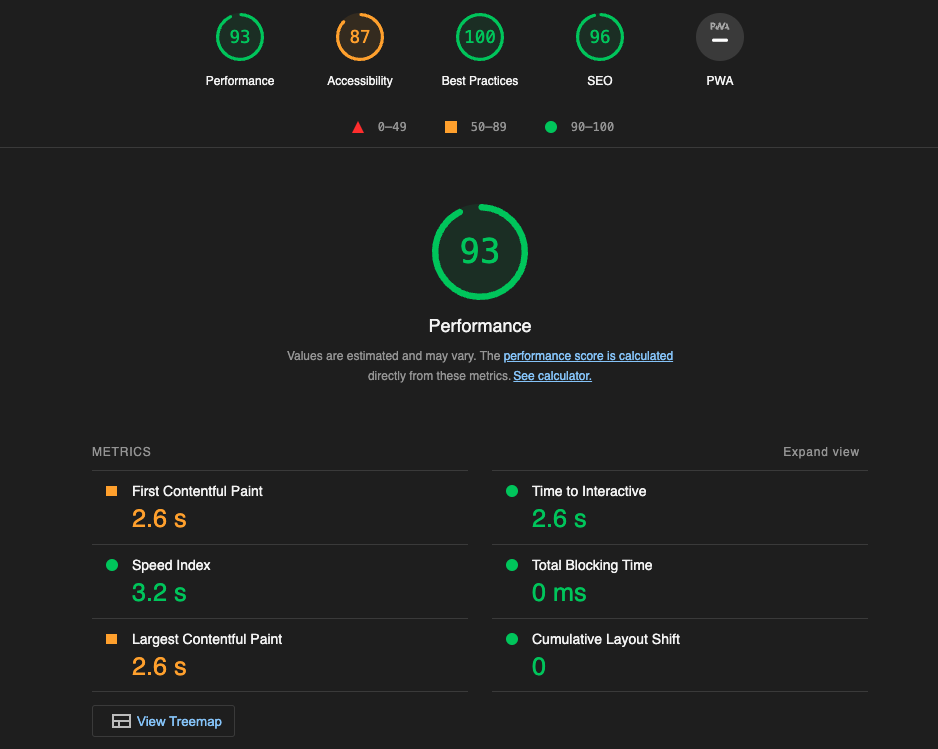 93 87 100 96 PWA
Performance Accessibility Best Practices SEO PWA
0–49 50–89 90–100
93
Performance
Values are estimated and may vary. The performance score is calculated
directly from these metrics. See calculator.
METRICS Expand view
First Contentful Paint
2.6 s
Time to Interactive
2.6 s
Speed Index
3.2 s
Total Blocking Time
0 ms
Largest Contentful Paint
2.6 s
Cumulative Layout Shift
0
View Treemap